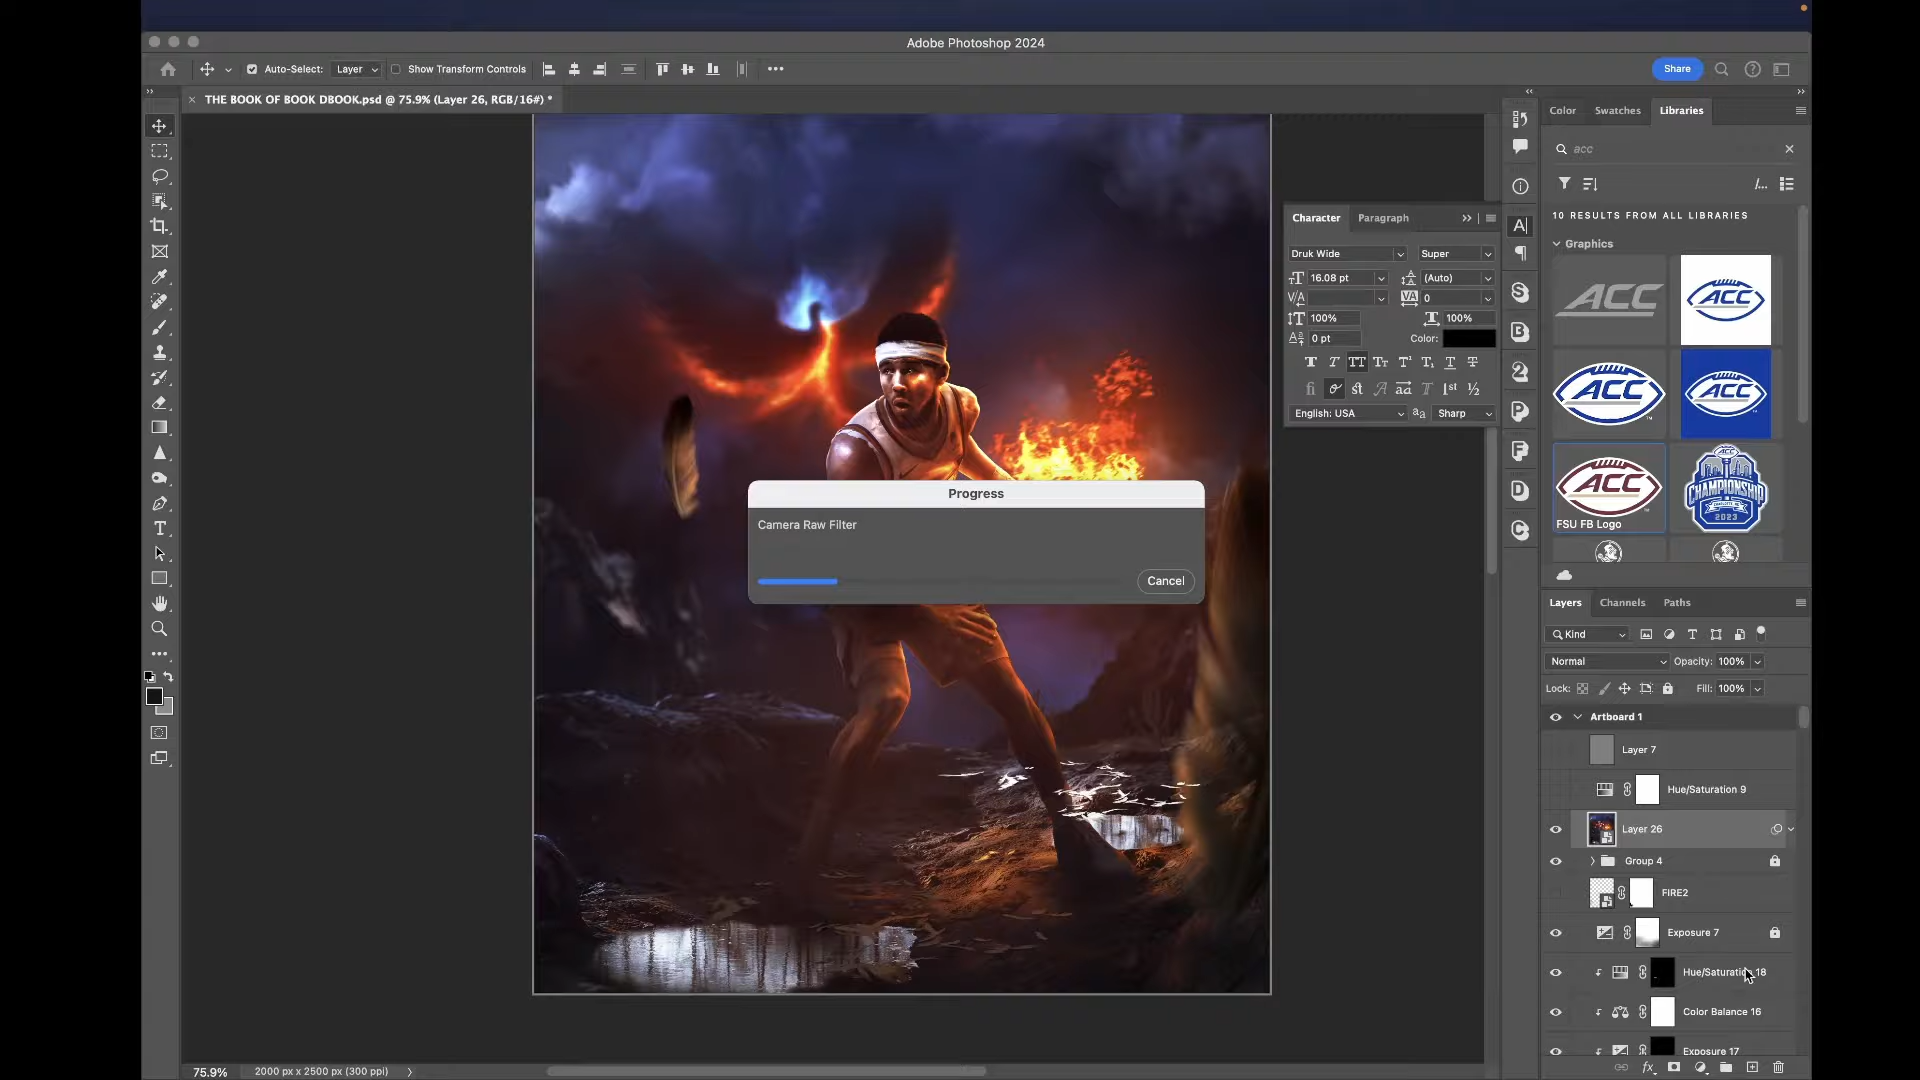 Adobe Photoshop 2024
Auto-Select: Layer Show Transform Controls
Share
THE BOOK OF BOOK DBOOK.psd @ 75.9% (Layer 26, RGB/16#) *
Color Swatches Libraries
acc
10 RESULTS FROM ALL LIBRARIES
Graphics
ACC
ACC
ACC
ACC
ACC
FSU FB Logo
ACC
CHAMPIONSHIP
2023
Character Paragraph
Druk Wide Super
16.08 pt (Auto)
0
100% 100%
0 pt Color:
English: USA Sharp
Progress
Camera Raw Filter
Cancel
Layers Channels Paths
Kind
Normal Opacity: 100%
Lock: Fill: 100%
Artboard 1
Layer 7
Hue/Saturation 9
Layer 26
Group 4
FIRE2
Exposure 7
Hue/Saturation 18
Color Balance 16
Exposure 17
75.9% 2000 px x 2500 px (300 ppi)